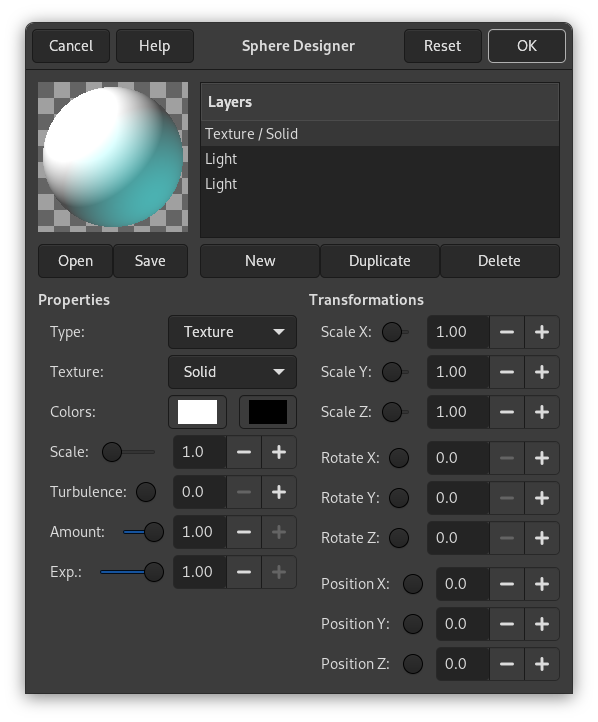 Cancel Help Sphere Designer Reset OK
Layers
Texture / Solid
Light
Light
Open Save New Duplicate Delete
Properties Transformations
Type: Texture Scale X: 1.00
Texture: Solid Scale Y: 1.00
Colors: Scale Z: 1.00
Scale: 1.0 Rotate X: 0.0
Turbulence: 0.0 Rotate Y: 0.0
Amount: 1.00 Rotate Z: 0.0
Exp.: 1.00 Position X: 0.0
Position Y: 0.0
Position Z: 0.0